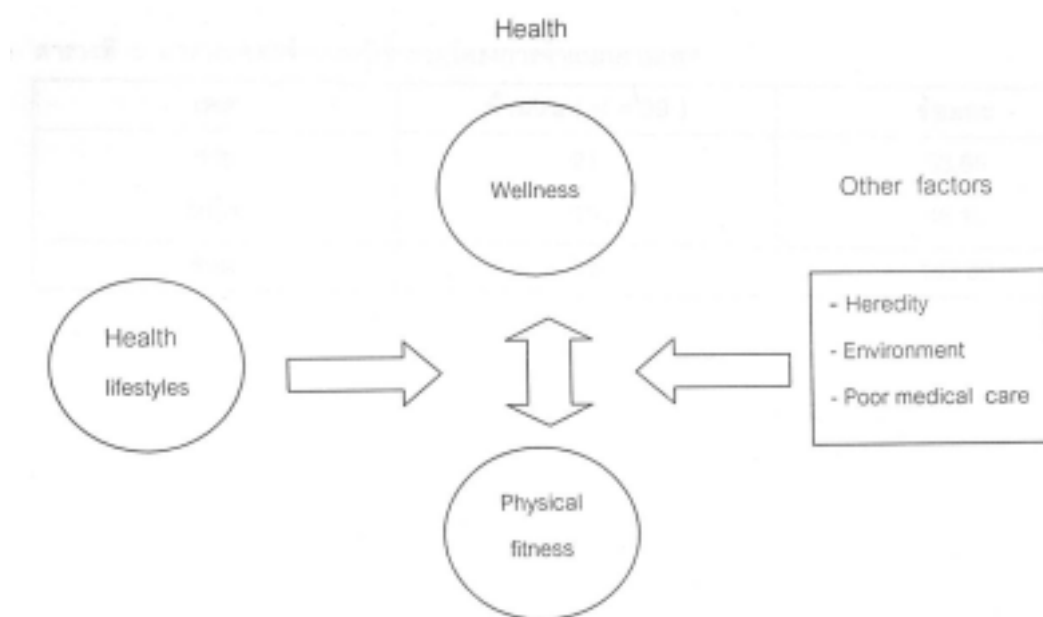 Health
Wellness
Other factors
Health
lifestyles
- Heredity
- Environment
- Poor medical care
Physical
fitness